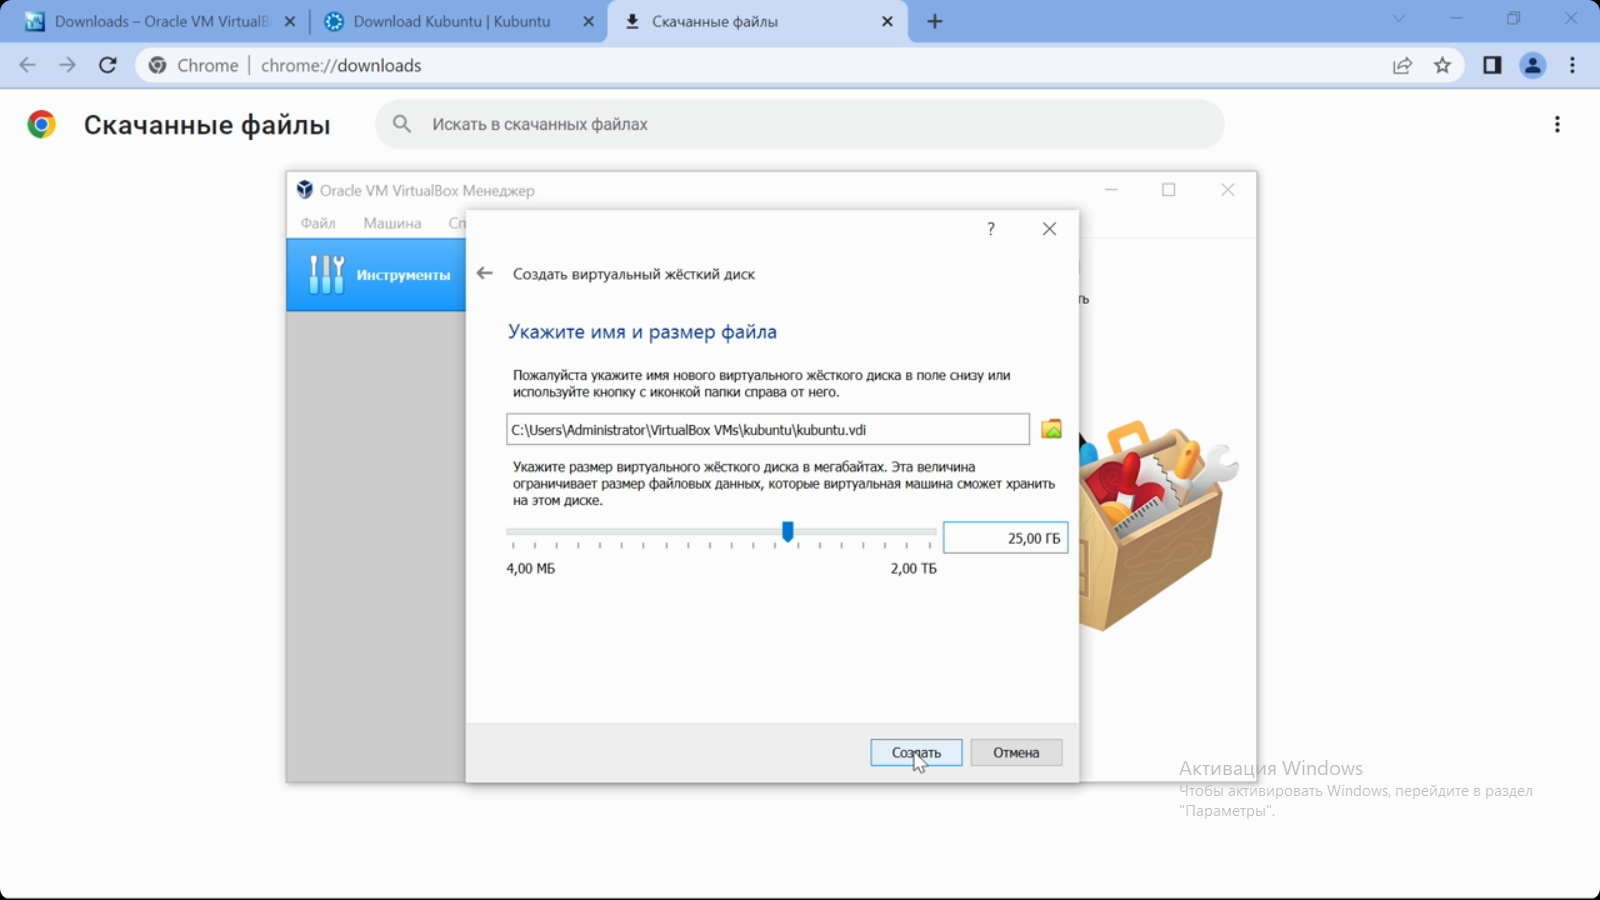 Downloads – Oracle VM VirtualB
Download Kubuntu | Kubuntu
Скачанные файлы
Chrome
chrome://downloads
Скачанные файлы
Искать в скачанных файлах
Oracle VM VirtualBox Менеджер
Файл
Машина
Сп
Инструменты
?
Создать виртуальный жёсткий диск
ть
Укажите имя и размер файла
Пожалуйста укажите имя нового виртуального жёсткого диска в поле снизу или
используйте кнопку с иконкой папки справа от него.
C:\Users\Administrator\VirtualBox VMs\kubuntu\kubuntu.vdi
Укажите размер виртуального жёсткого диска в мегабайтах. Эта величина
ограничивает размер файловых данных, которые виртуальная машина сможет хранить
на этом диске.
25,00 ГБ
4,00 МБ
2,00 ТБ
Создать
Отмена
Активация Windows
Чтобы активировать Windows, перейдите в раздел
"Параметры".